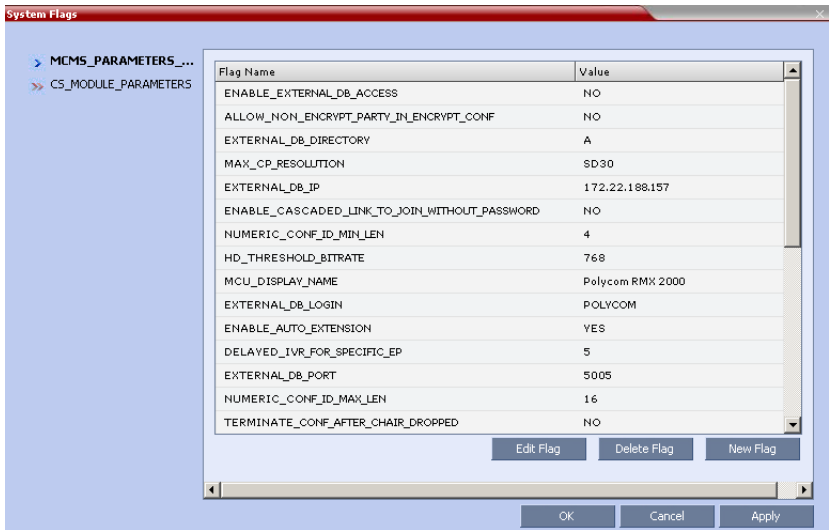 System Flags
MCMS_PARAMETERS_...
CS_MODULE_PARAMETERS
Flag Name Value
ENABLE_EXTERNAL_DB_ACCESS NO
ALLOW_NON_ENCRYPT_PARTY_IN_ENCRYPT_CONF NO
EXTERNAL_DB_DIRECTORY A
MAX_CP_RESOLUTION SD30
EXTERNAL_DB_IP 172.22.188.157
ENABLE_CASCADED_LINK_TO_JOIN_WITHOUT_PASSWORD NO
NUMERIC_CONF_ID_MIN_LEN 4
HD_THRESHOLD_BITRATE 768
MCU_DISPLAY_NAME Polycom RMX 2000
EXTERNAL_DB_LOGIN POLYCOM
ENABLE_AUTO_EXTENSION YES
DELAYED_IVR_FOR_SPECIFIC_EP 5
EXTERNAL_DB_PORT 5005
NUMERIC_CONF_ID_MAX_LEN 16
TERMINATE_CONF_AFTER_CHAIR_DROPPED NO
Edit Flag Delete Flag New Flag
OK Cancel Apply